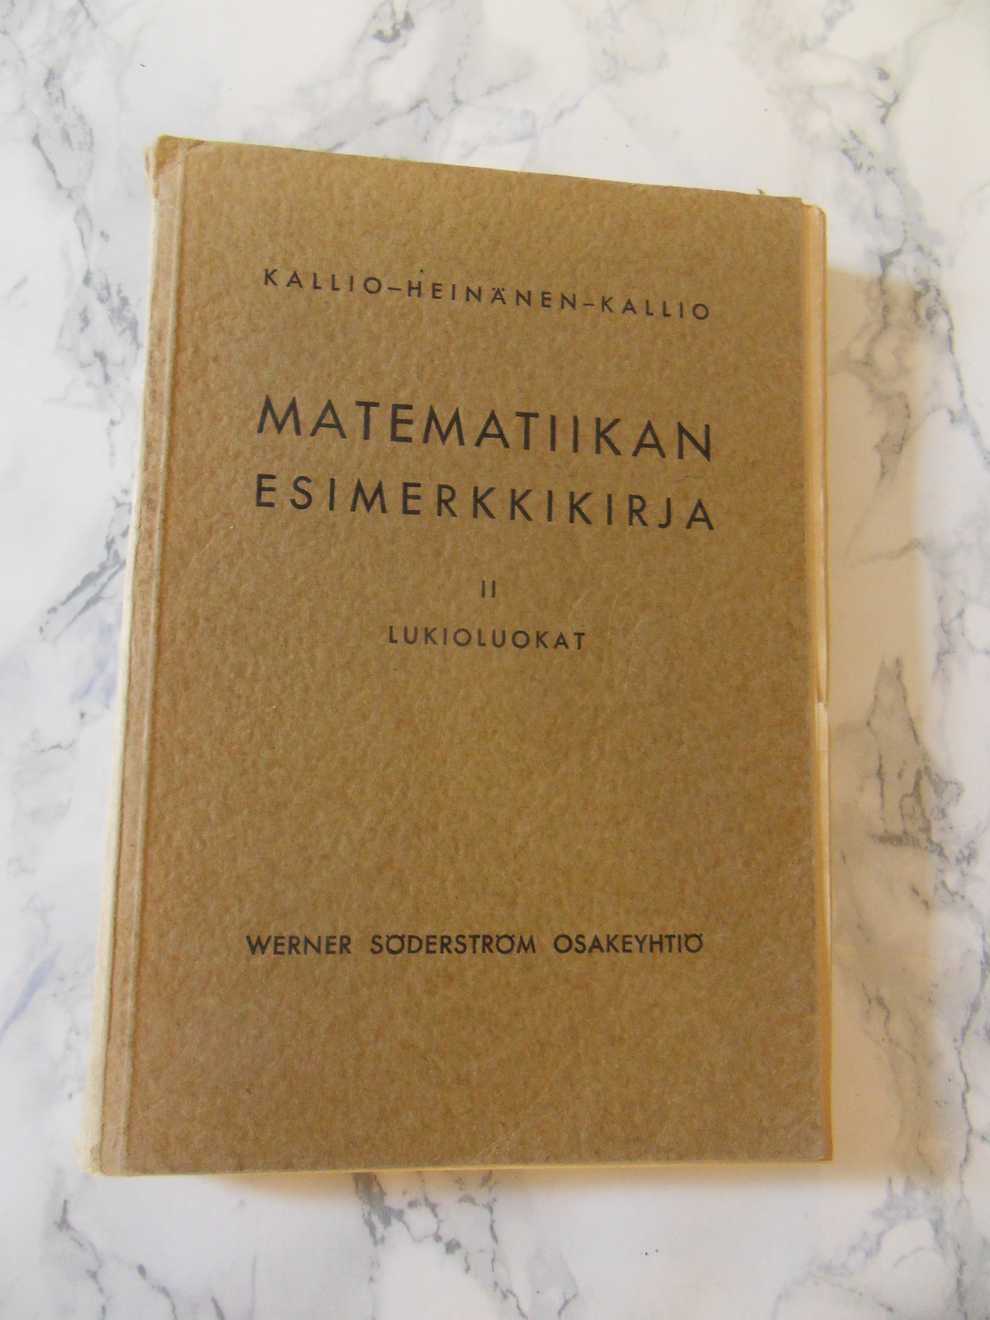 KALLIO–HEINÄNEN–KALLIO
MATEMATIIKAN
ESIMERKKIKIRJA
II
LUKIOLUOKAT
WERNER SÖDERSTRÖM OSAKEYHTIÖ